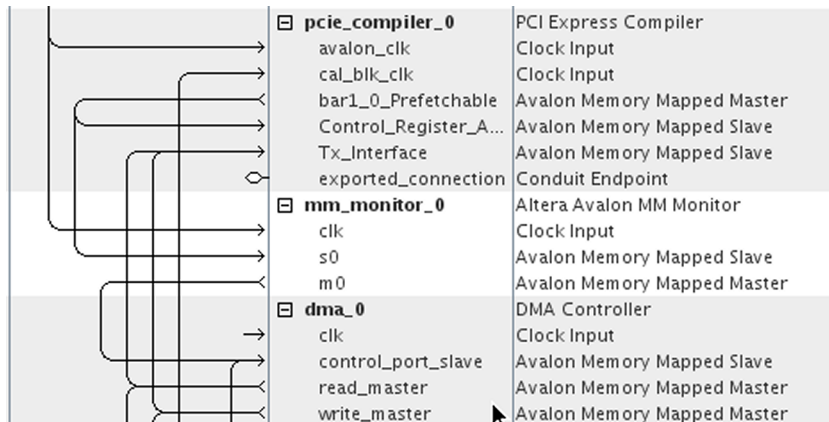 pcie_compiler_0 PCI Express Compiler
avalon_clk Clock Input
cal_blk_clk Clock Input
bar1_0_Prefetchable Avalon Memory Mapped Master
Control_Register_A... Avalon Memory Mapped Slave
Tx_Interface Avalon Memory Mapped Slave
exported_connection Conduit Endpoint
mm_monitor_0 Altera Avalon MM Monitor
clk Clock Input
s0 Avalon Memory Mapped Slave
m0 Avalon Memory Mapped Master
dma_0 DMA Controller
clk Clock Input
control_port_slave Avalon Memory Mapped Slave
read_master Avalon Memory Mapped Master
write_master Avalon Memory Mapped Master